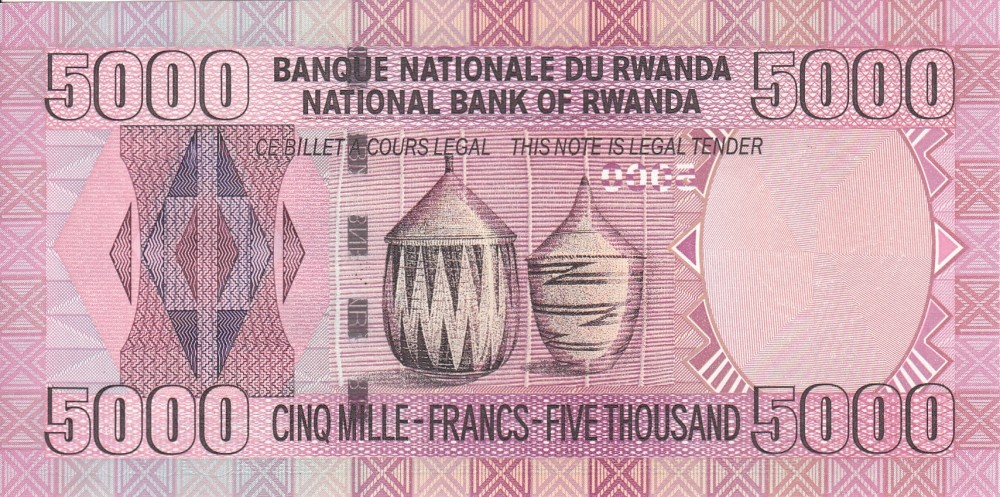 5000 BANQUE NATIONALE DU RWANDA 5000
NATIONAL BANK OF RWANDA
CE BILLET A COURS LEGAL THIS NOTE IS LEGAL TENDER
5000 CINQ MILLE - FRANCS - FIVE THOUSAND 5000